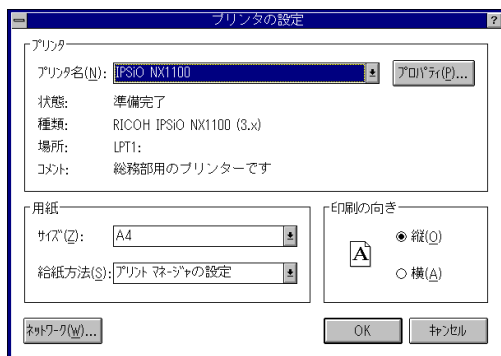 プリンタの設定
?
プリンタ
プリンタ名(N): IPSiO NX1100 プロパティ(P)...
状態: 準備完了
種類: RICOH IPSiO NX1100 (3.x)
場所: LPT1:
コメント: 総務部用のプリンターです
用紙
サイズ(Z): A4
給紙方法(S): プリント マネージャの設定
印刷の向き
A
縦(O)
横(A)
ネットワーク(W)...
OK
キャンセル